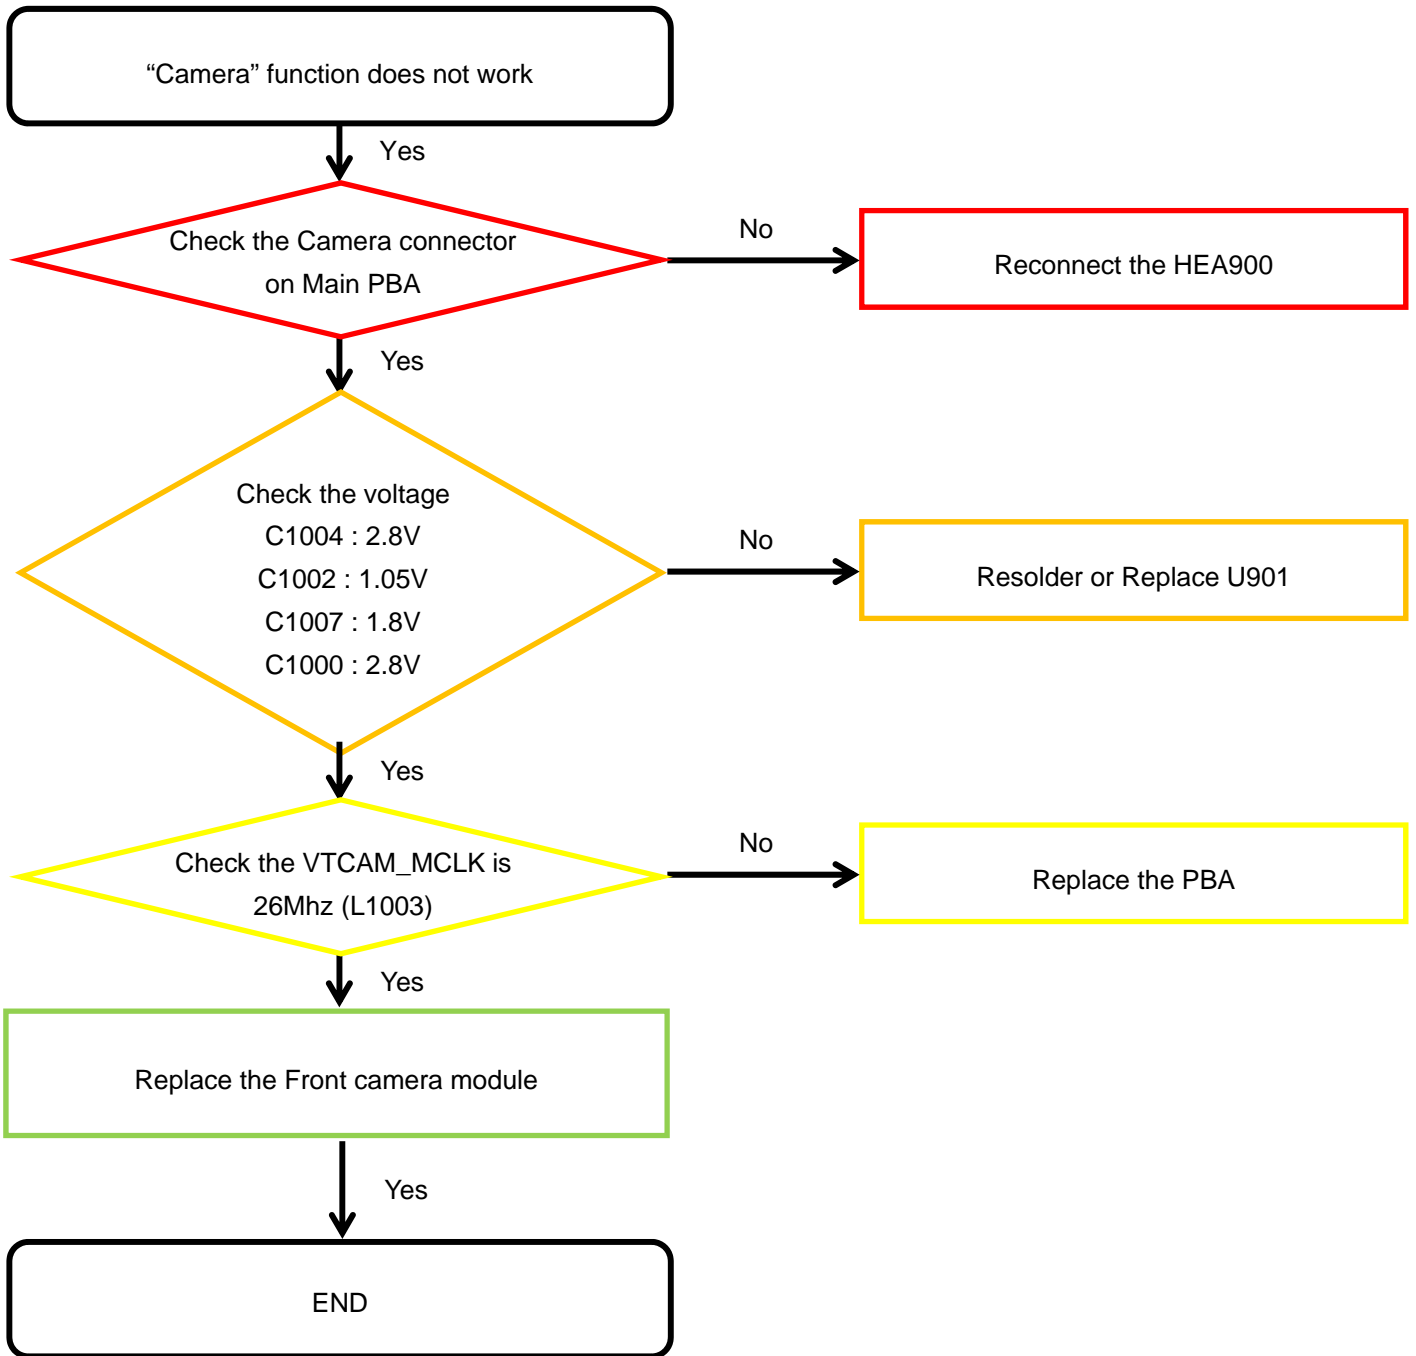 “Camera” function does not work
Yes
Check the Camera connector
on Main PBA
No
Reconnect the HEA900
Yes
Check the voltage
C1004 : 2.8V
C1002 : 1.05V
C1007 : 1.8V
C1000 : 2.8V
No
Resolder or Replace U901
Yes
Check the VTCAM_MCLK is
26Mhz (L1003)
No
Replace the PBA
Yes
Replace the Front camera module
Yes
END